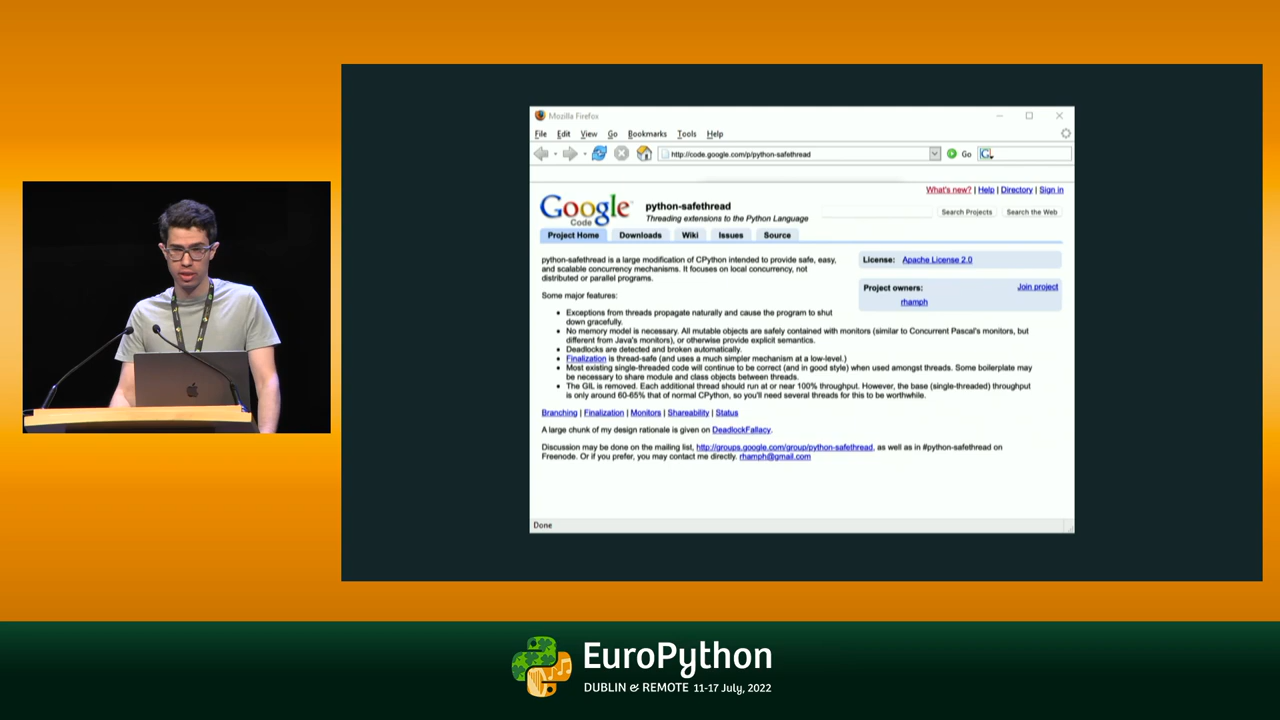 Mozilla Firefox
File Edit View Go Bookmarks Tools Help
http://code.google.com/p/python-safethread
Go
What's new? | Help | Directory | Sign in
Google Code
python-safethread
Threading extensions to the Python Language
Search Projects Search the Web
Project Home Downloads Wiki Issues Source
python-safethread is a large modification of CPython intended to provide safe, easy,
and scalable concurrency mechanisms. It focuses on local concurrency, not
distributed or parallel programs.
Some major features:
Exceptions from threads propagate naturally and cause the program to shut
down gracefully.
No memory model is necessary. All mutable objects are safely contained with monitors (similar to Concurrent Pascal's monitors, but
different from Java's monitors), or otherwise provide explicit semantics.
Deadlocks are detected and broken automatically.
Finalization is thread-safe (and uses a much simpler mechanism at a low-level.)
Most existing single-threaded code will continue to be correct (and in good style) when used amongst threads. Some boilerplate may
be necessary to share module and class objects between threads.
The GIL is removed. Each additional thread should run at or near 100% throughput. However, the base (single-threaded) throughput
is only around 60-65% that of normal CPython, so you'll need several threads for this to be worthwhile.
License: Apache License 2.0
Project owners: Join project
rhamph
Branching | Finalization | Monitors | Shareability | Status
A large chunk of my design rationale is given on DeadlockFallacy.
Discussion may be done on the mailing list, http://groups.google.com/group/python-safethread, as well as in #python-safethread on
Freenode. Or if you prefer, you may contact me directly. rhamph@gmail.com
Done
EuroPython
DUBLIN & REMOTE 11-17 July, 2022